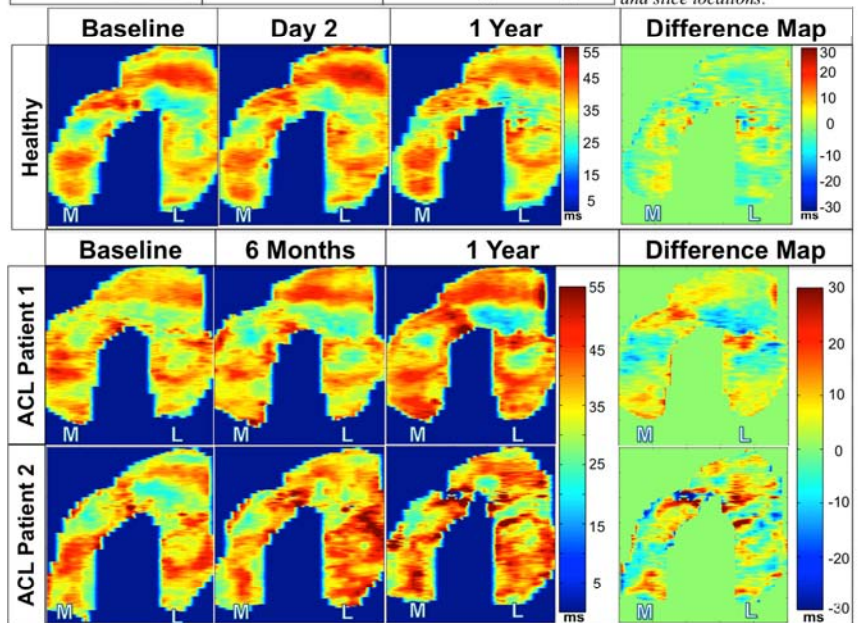 and slice locations.
Baseline Day 2 1 Year Difference Map
Healthy
55
45
35
25
15
5
ms
30
20
10
0
-10
-20
-30
ms
M L
M L
Baseline 6 Months 1 Year Difference Map
ACL Patient 1
M L
M L
ACL Patient 2
M L
M L
M L
55
45
35
25
15
5
ms
30
20
10
0
-10
-20
-30
ms